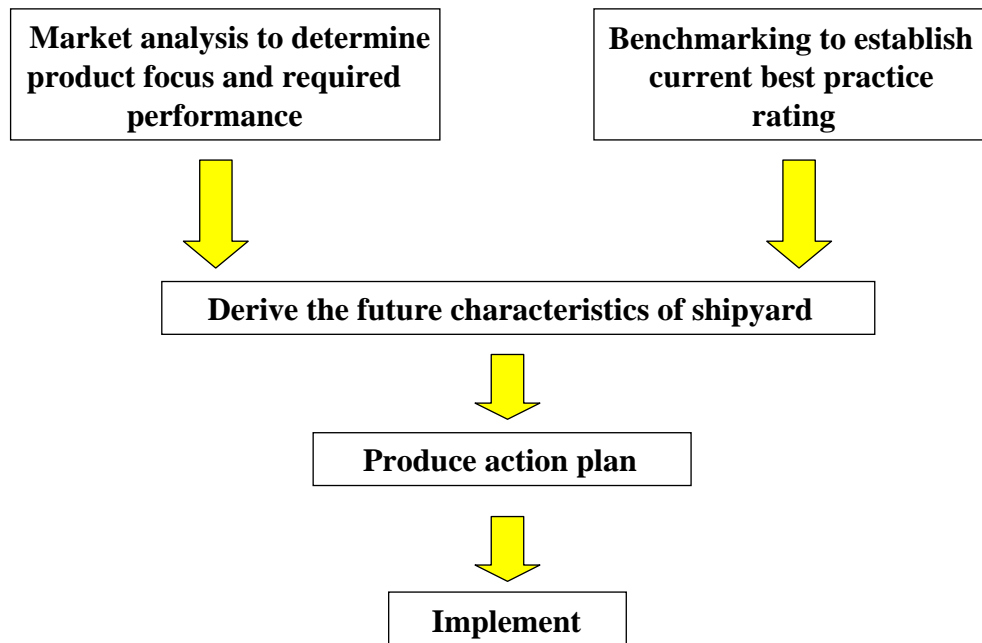 Market analysis to determine
product focus and required
performance
Benchmarking to establish
current best practice
rating
Derive the future characteristics of shipyard
Produce action plan
Implement